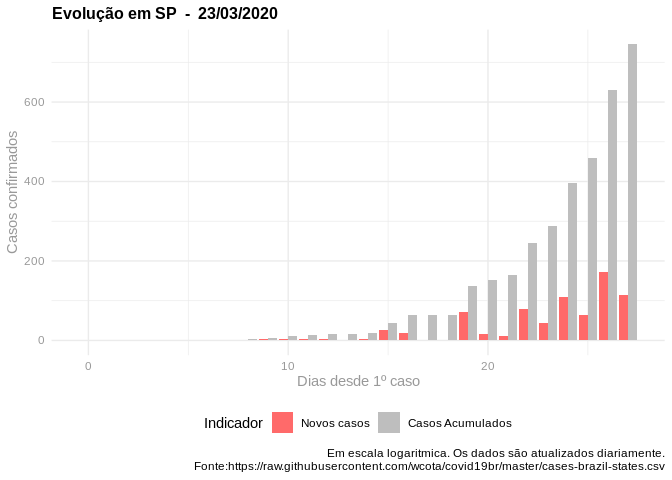 Evolução em SP - 23/03/2020
Casos confirmados
600
400
200
0
0
10
20
Dias desde 1º caso
Indicador
Novos casos
Casos Acumulados
Em escala logaritmica. Os dados são atualizados diariamente.
Fonte:https://raw.githubusercontent.com/wcota/covid19br/master/cases-brazil-states.csv